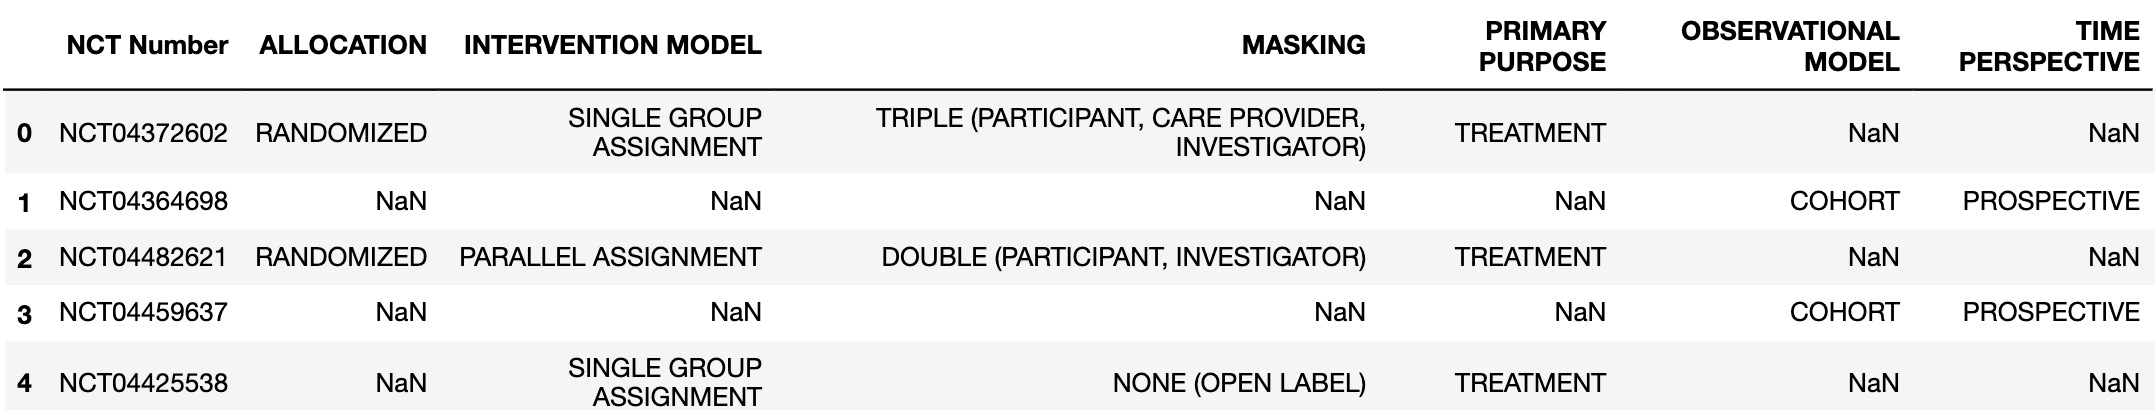 NCT Number ALLOCATION INTERVENTION MODEL MASKING PRIMARY PURPOSE OBSERVATIONAL MODEL TIME PERSPECTIVE
0 NCT04372602 RANDOMIZED SINGLE GROUP ASSIGNMENT TRIPLE (PARTICIPANT, CARE PROVIDER, INVESTIGATOR) TREATMENT NaN NaN
1 NCT04364698 NaN NaN NaN NaN COHORT PROSPECTIVE
2 NCT04482621 RANDOMIZED PARALLEL ASSIGNMENT DOUBLE (PARTICIPANT, INVESTIGATOR) TREATMENT NaN NaN
3 NCT04459637 NaN NaN NaN NaN COHORT PROSPECTIVE
4 NCT04425538 NaN SINGLE GROUP ASSIGNMENT NONE (OPEN LABEL) TREATMENT NaN NaN